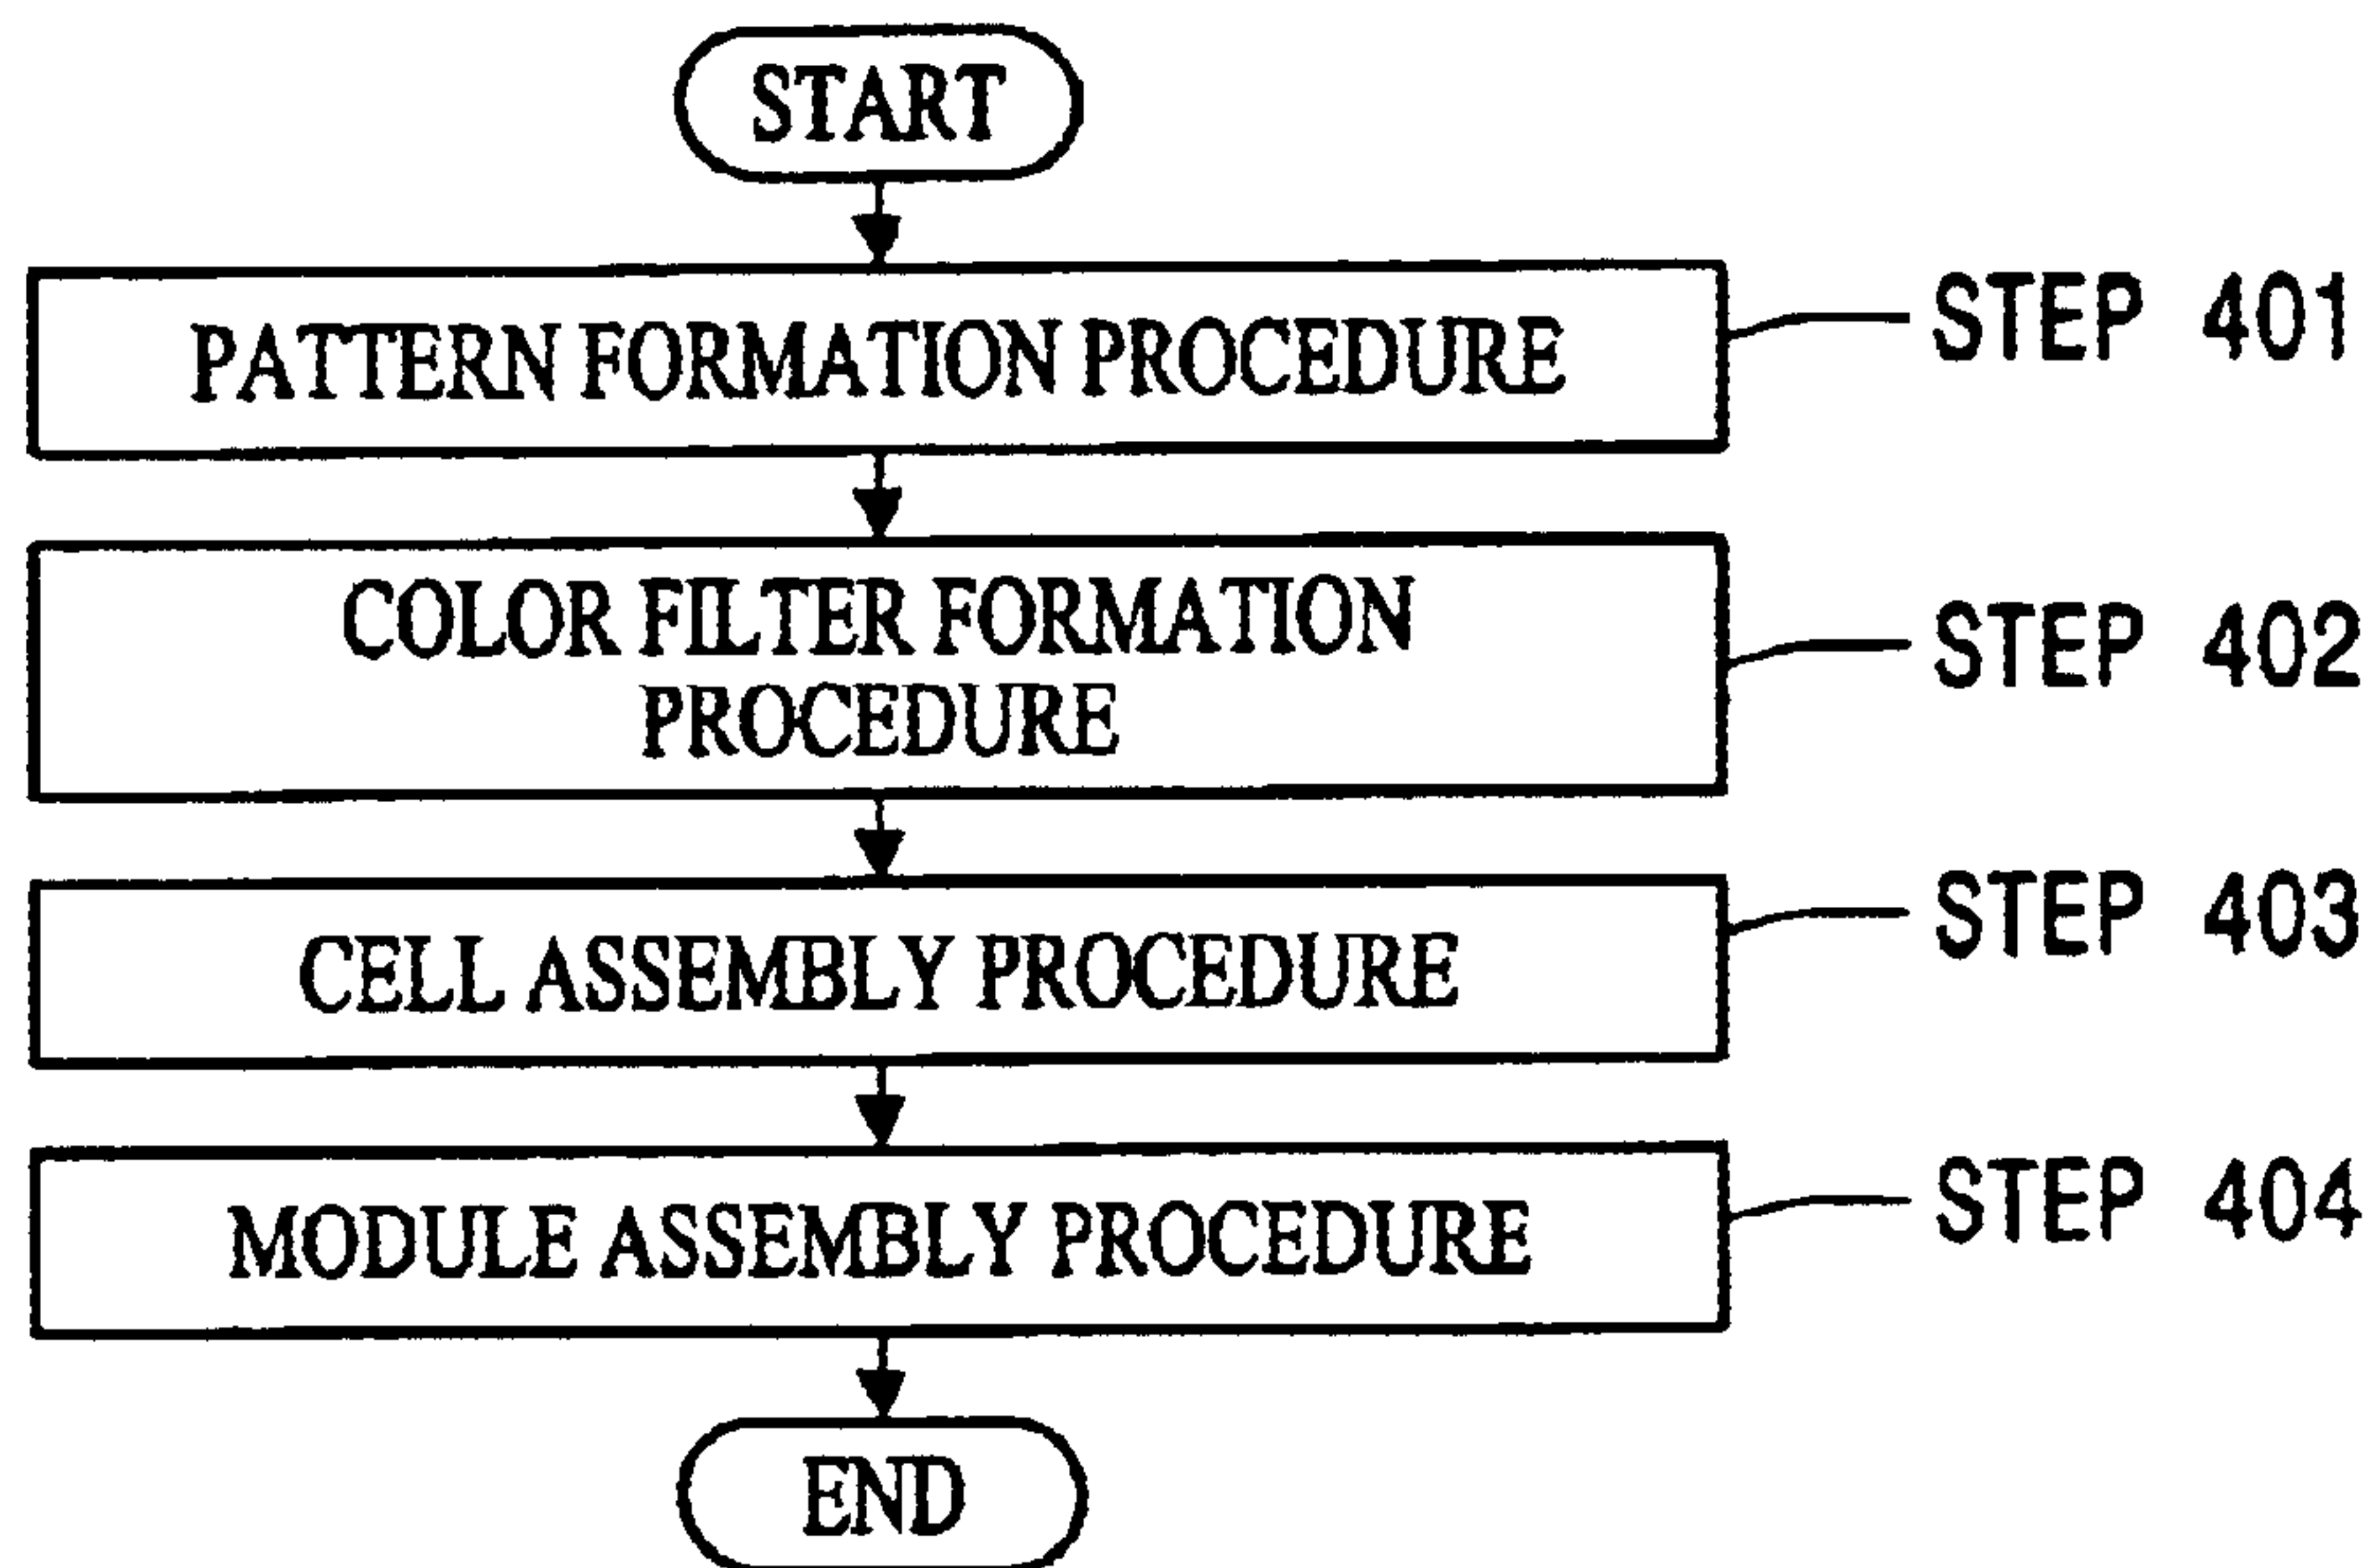 START
PATTERN FORMATION PROCEDURE
STEP 401
COLOR FILTER FORMATION
PROCEDURE
STEP 402
CELL ASSEMBLY PROCEDURE
STEP 403
MODULE ASSEMBLY PROCEDURE
STEP 404
END